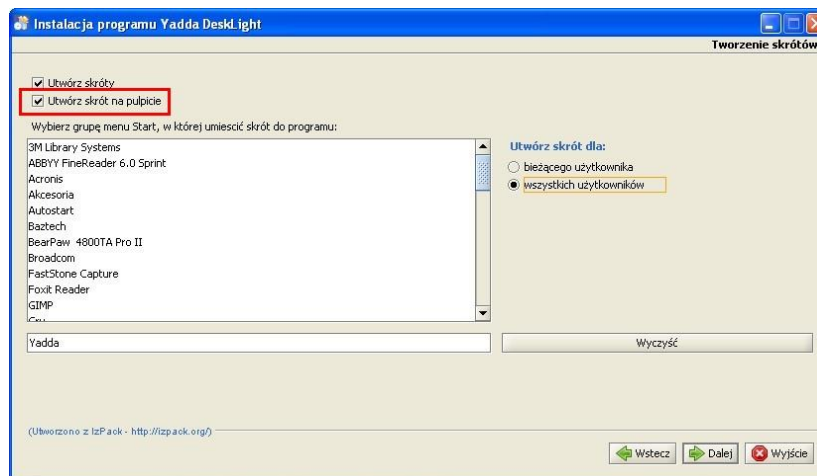 Instalacja programu Yadda DeskLight
Tworzenie skrótów
Utwórz skróty
Utwórz skrót na pulpicie
Wybierz grupę menu Start, w której umiescić skrót do programu:
3M Library Systems
ABBYY FineReader 6.0 Sprint
Acronis
Akcesoria
Autostart
Baztech
BearPaw 4800TA Pro II
Broadcom
FastStone Capture
Foxit Reader
GIMP
Utwórz skrót dla:
bieżącego użytkownika
wszystkich użytkowników
Yadda
Wyczyść
(Utworzono z IzPack - http://izpack.org/)
Wstecz
Dalej
Wyjście